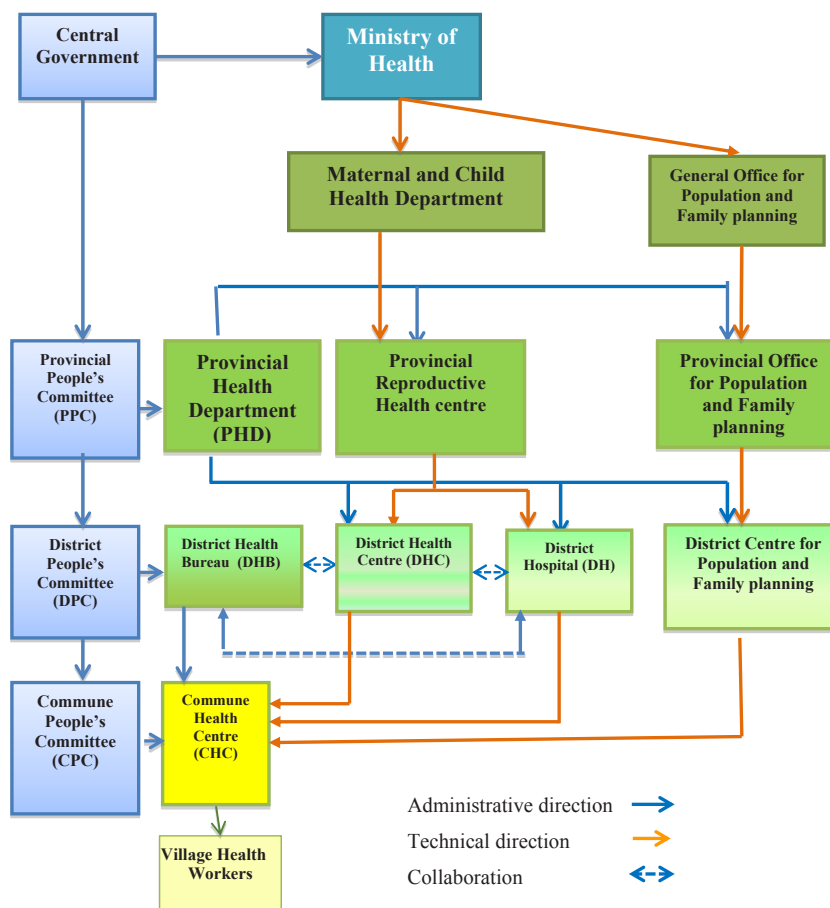 Central
Government
Ministry of
Health
Maternal and Child
Health Department
General Office for
Population and
Family planning
Provincial
People's
Committee
(PPC)
Provincial
Health
Department
(PHD)
Provincial
Reproductive
Health centre
Provincial Office
for Population
and Family
planning
District
People's
Committee
(DPC)
District Health
Bureau (DHB)
District Health
Centre (DHC)
District
Hospital (DH)
District Centre for
Population and
Family planning
Commune
People's
Committee
(CPC)
Commune
Health
Centre
(CHC)
Village Health
Workers
Administrative direction
Technical direction
Collaboration